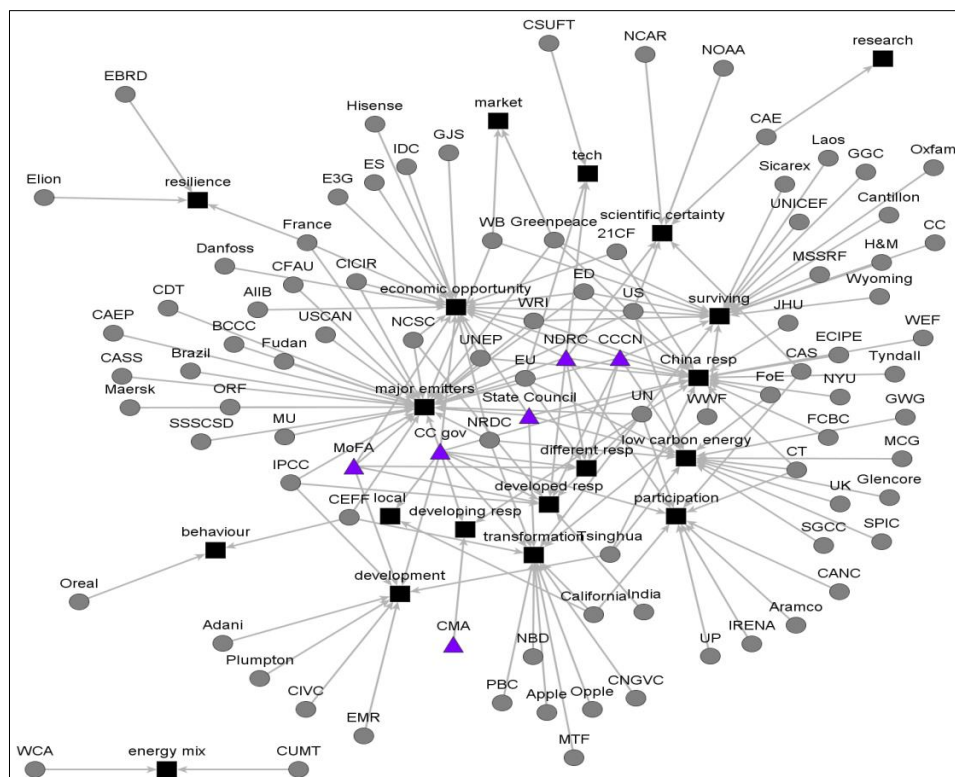 CSUFT
NCAR
NOAA
research
EBRD
Hisense
market
GJS
IDC
CAE
ES
tech
Laos
Oxfam
GGC
Sicarex
E3G
Elion
resilience
UNICEF
Cantillon
France
WB
Greenpeace
scientific certainty
21CF
CC
Danfoss
CFAU
CICIR
MSSRF
H&M
CDT
AIIB
economic opportunity
ED
US
surviving
Wyoming
CAEP
BCCC
USCAN
NCSC
WRI
JHU
WEF
CASS
Brazil
Fudan
UNEP
NDRC
CCCN
China resp
CAS
ECIPE
Maersk
ORF
major emitters
EU
FoE
Tyndall
NYU
SSSCSD
MU
State Council
UN
WWF
FCBC
GWG
MoFA
CC gov
NRDC
different resp
low carbon energy
MCG
IPCC
CT
Glencore
CEFF
local
developed resp
participation
UK
developing resp
SGCC
SPIC
behaviour
transformation
Tsinghua
Oreal
development
CANC
California
India
Adani
CMA
NBD
UP
IRENA
Aramco
Plumpton
CIVC
EMR
PBC
Apple
Opple
CNGVC
MTF
WCA
energy mix
CUMT